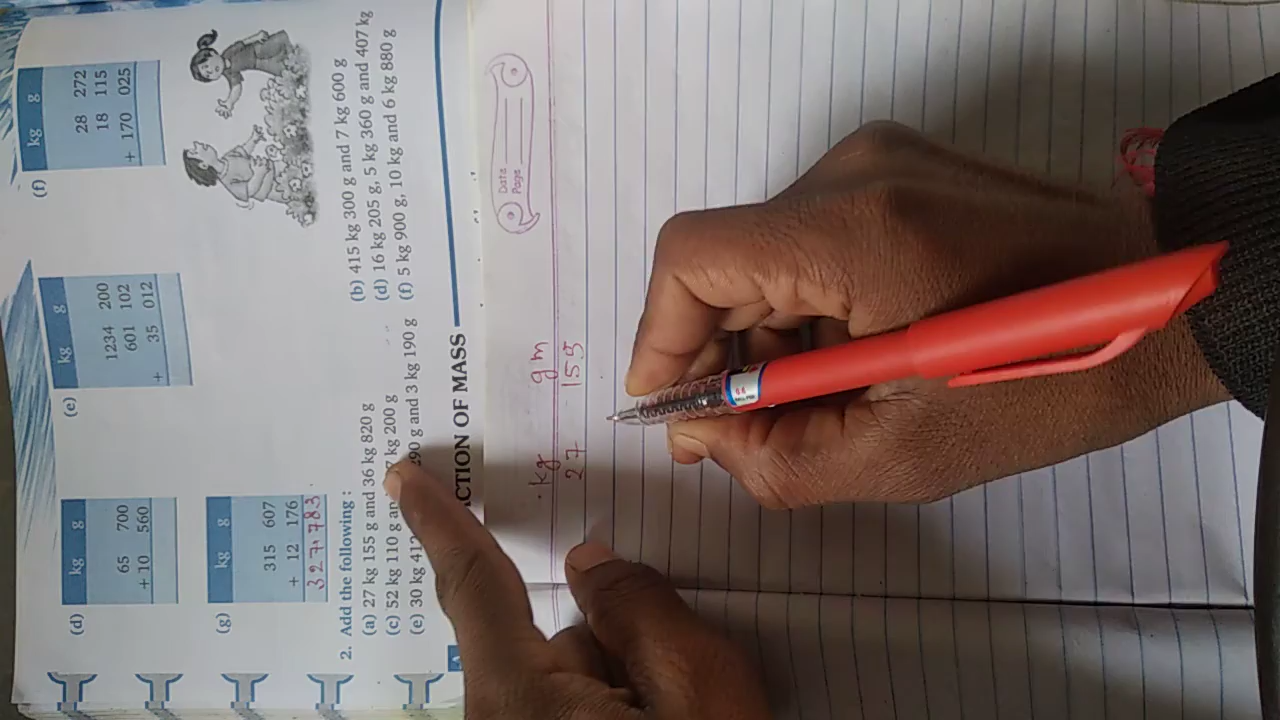 (d)
kg g
65 700
+ 10 560
(e)
kg g
1234 200
601 102
+ 35 012
(f)
kg g
28 272
18 115
+ 170 025
(g)
kg g
315 607
+ 12 176
327.783
2. Add the following :
(a) 27 kg 155 g and 36 kg 820 g
(b) 415 kg 300 g and 7 kg 600 g
(c) 52 kg 110 g kg 200 g
(d) 16 kg 205 g, 5 kg 360 g and 407 kg
(e) 30 kg 412 290 g and 3 kg 190 g
(f) 5 kg 900 g, 10 kg and 6 kg 880 g
ACTION OF MASS
Date
Page
kg gm
27 155